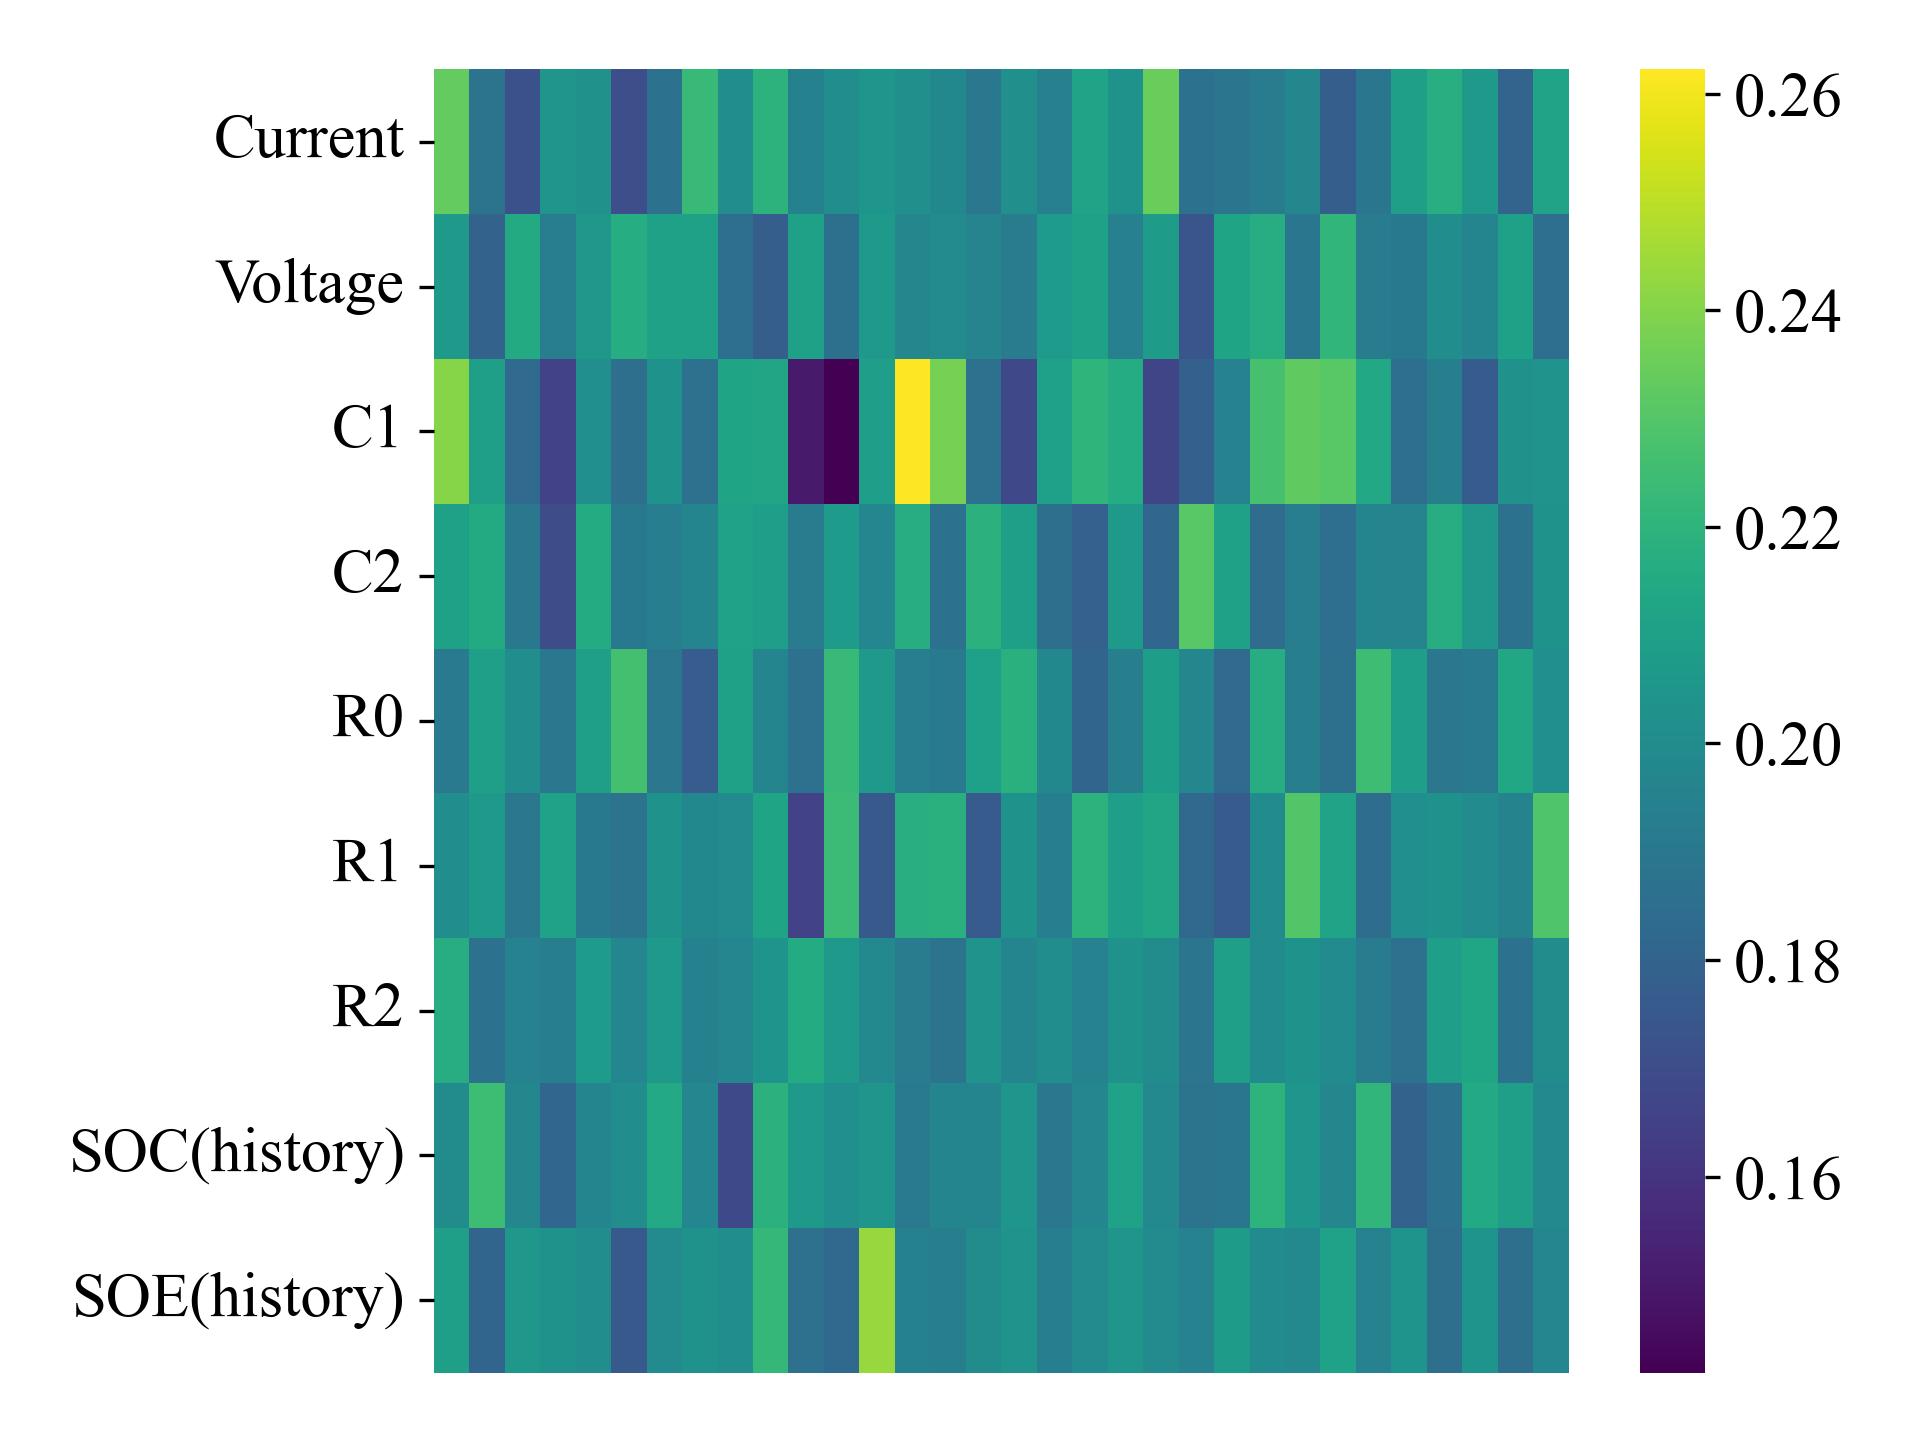 Current
Voltage
C1
C2
R0
R1
R2
SOC(history)
SOE(history)
0.26
0.24
0.22
0.20
0.18
0.16